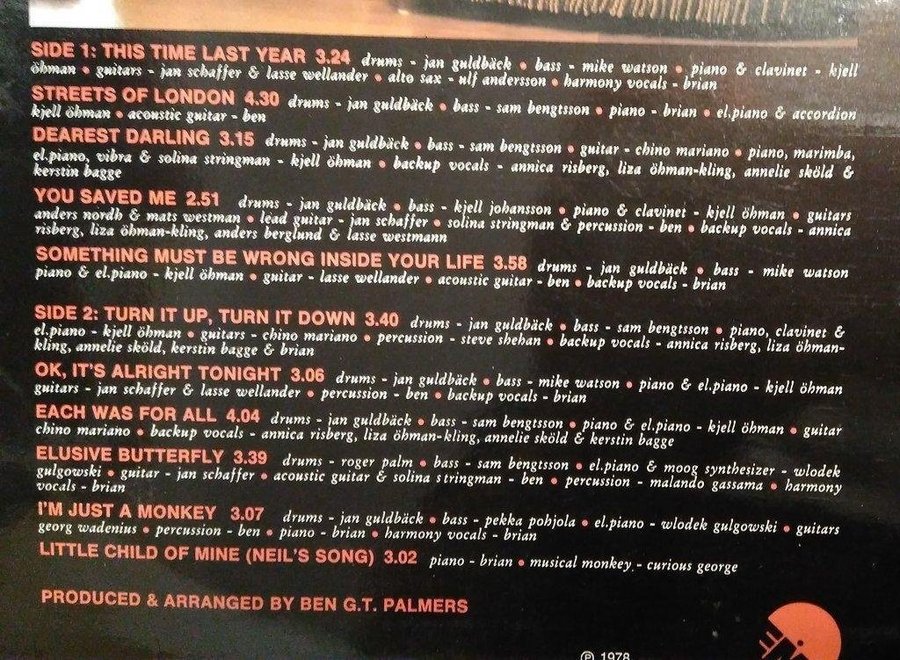 SIDE 1: THIS TIME LAST YEAR 3.24 drums - jan guldbäck • bass - mike watson • piano & clavinet - kjell
öhman • guitars - jan schaffer & lasse wellander • alto sax - ulf andersson • harmony vocals - brian
STREETS OF LONDON 4.30 drums - jan guldbäck • bass - sam bengtsson • piano - brian • el.piano & accordion
kjell öhman • acoustic guitar - ben
DEAREST DARLING 3.15 drums - jan guldbäck • bass - sam bengtsson • guitar - chino mariano • piano, marimba,
el.piano, vibra & solina stringman - kjell öhman • backup vocals - annica risberg, liza öhman-kling, annelie sköld &
kerstin bagge
YOU SAVED ME 2.51 drums - jan guldbäck • bass - kjell johansson • piano & clavinet - kjell öhman • guitars
anders nordh & mats westman • lead guitar - jan schaffer • solina stringman & percussion - ben • backup vocals - annica
risberg, liza öhman-kling, anders berglund & lasse westmann
SOMETHING MUST BE WRONG INSIDE YOUR LIFE 3.58 drums - jan guldbäck • bass - mike watson
piano & el.piano - kjell öhman • guitar - lasse wellander • acoustic guitar - ben • backup vocals - brian
SIDE 2: TURN IT UP, TURN IT DOWN 3.40 drums - jan guldbäck • bass - sam bengtsson • piano, clavinet &
el.piano - kjell öhman • guitars - chino mariano • percussion - steve shehan • backup vocals - annica risberg, liza öhman-
kling, annelie sköld, kerstin bagge & brian
OK, IT'S ALRIGHT TONIGHT 3.06 drums - jan guldbäck • bass - mike watson • piano & el.piano - kjell öhman
guitars - jan schaffer & lasse wellander • percussion - ben • backup vocals - brian
EACH WAS FOR ALL 4.04 drums - jan guldbäck • bass - sam bengtsson • piano & el.piano - kjell öhman • guitar
chino mariano • backup vocals - annica risberg, liza öhman-kling, annelie sköld & kerstin bagge
ELUSIVE BUTTERFLY 3.39 drums - roger palm • bass - sam bengtsson • el.piano & moog synthesizer - wlodek
gulgowski • guitar - jan schaffer • acoustic guitar & solina stringman - ben • percussion - malando gassama • harmony
vocals - brian
I'M JUST A MONKEY 3.07 drums - jan guldbäck • bass - pekka pohjola • el.piano - wlodek gulgowski • guitars
georg wadenius • percussion - ben • piano - brian • harmony vocals - brian
LITTLE CHILD OF MINE (NEIL'S SONG) 3.02 piano - brian • musical monkey - curious george
PRODUCED & ARRANGED BY BEN G.T. PALMERS
℗ 1978